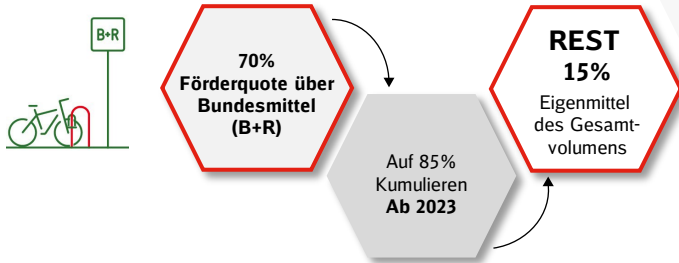 B+R
70%
Förderquote über
Bundesmittel
(B+R)
Auf 85%
Kumulieren
Ab 2023
REST
15%
Eigenmittel
des Gesamt-
volumens